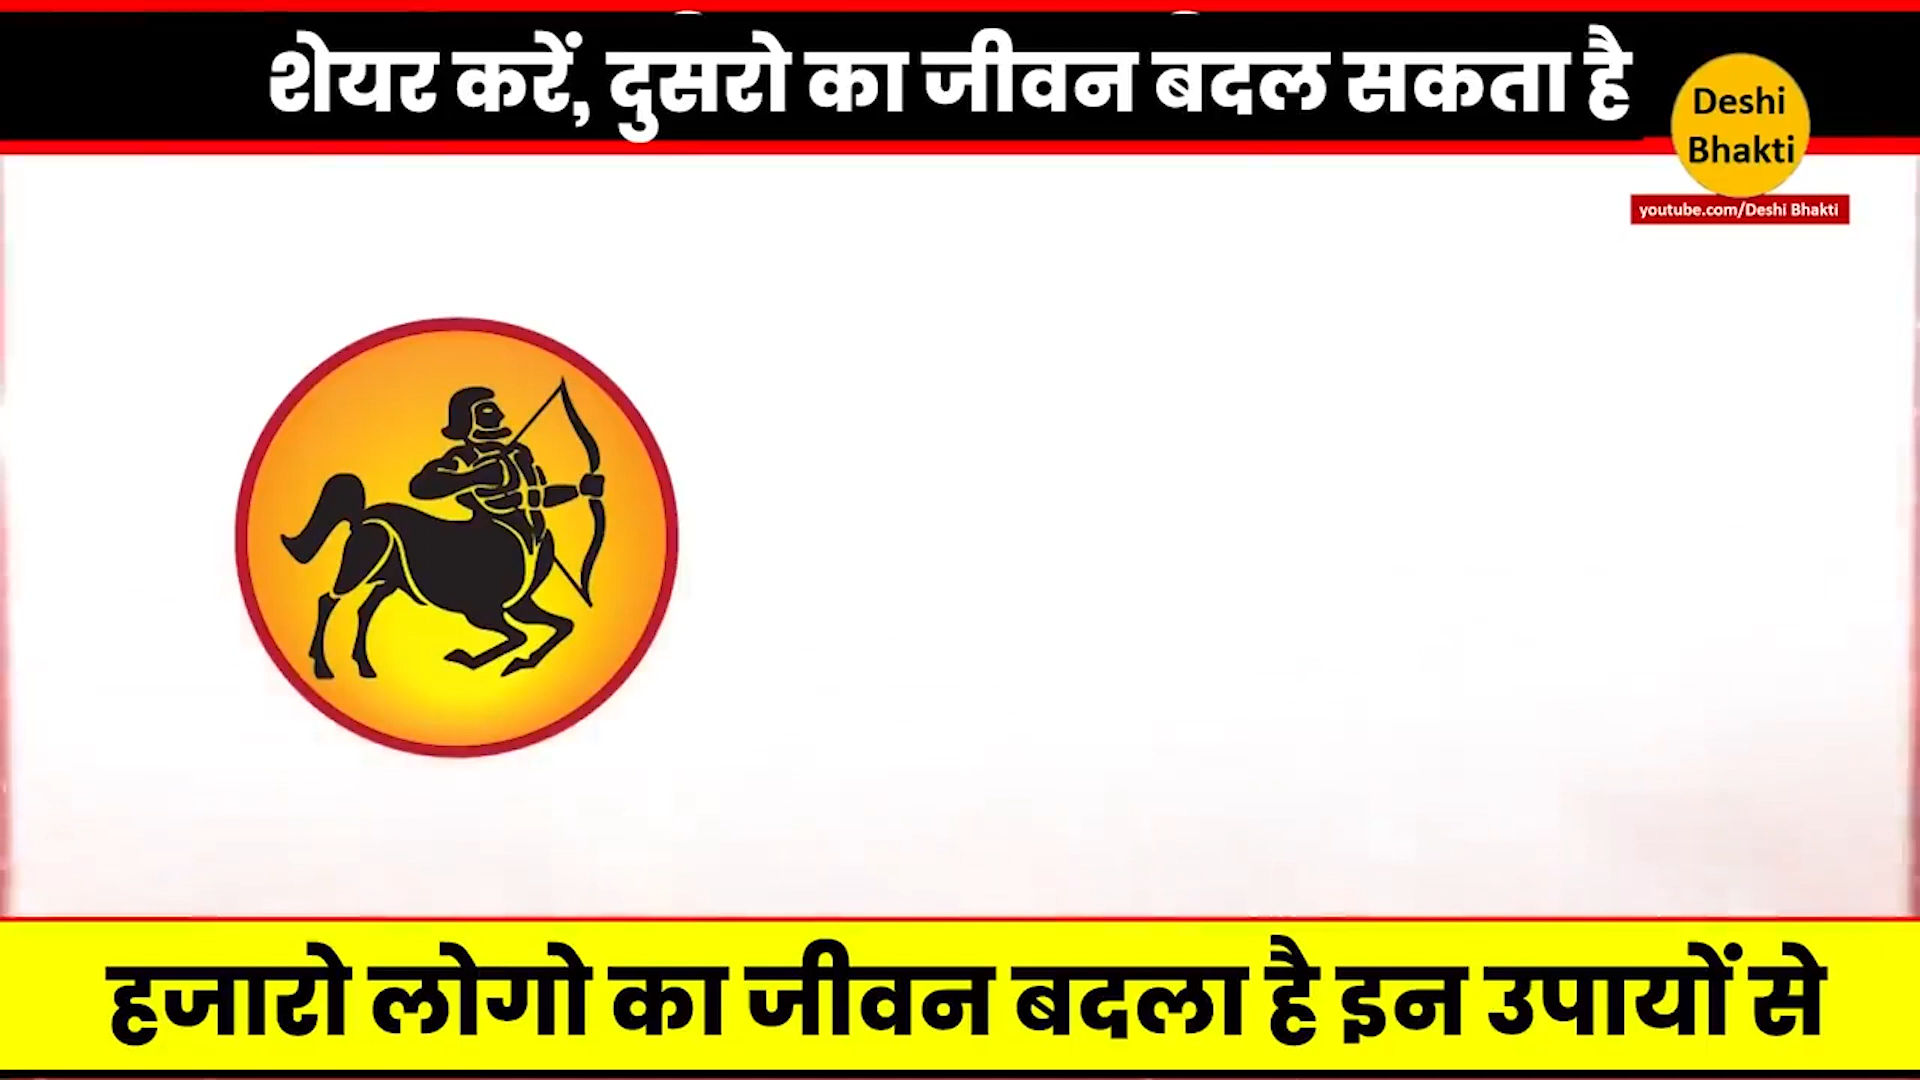 शेयर करें, दुसरो का जीवन बदल सकता है
Deshi
Bhakti
youtube.com/Deshi Bhakti
हजारो लोगो का जीवन बदला है इन उपायों से